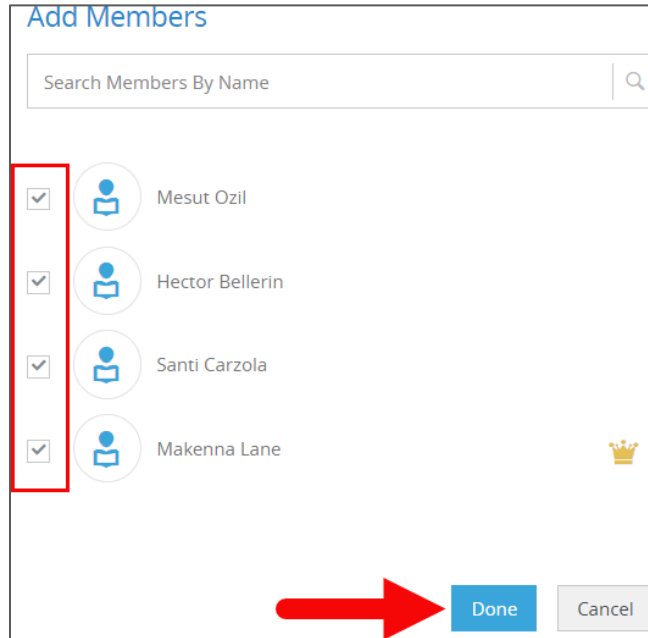 Add Members
Search Members By Name
Mesut Ozil
Hector Bellerin
Santi Carzola
Makenna Lane
Done
Cancel